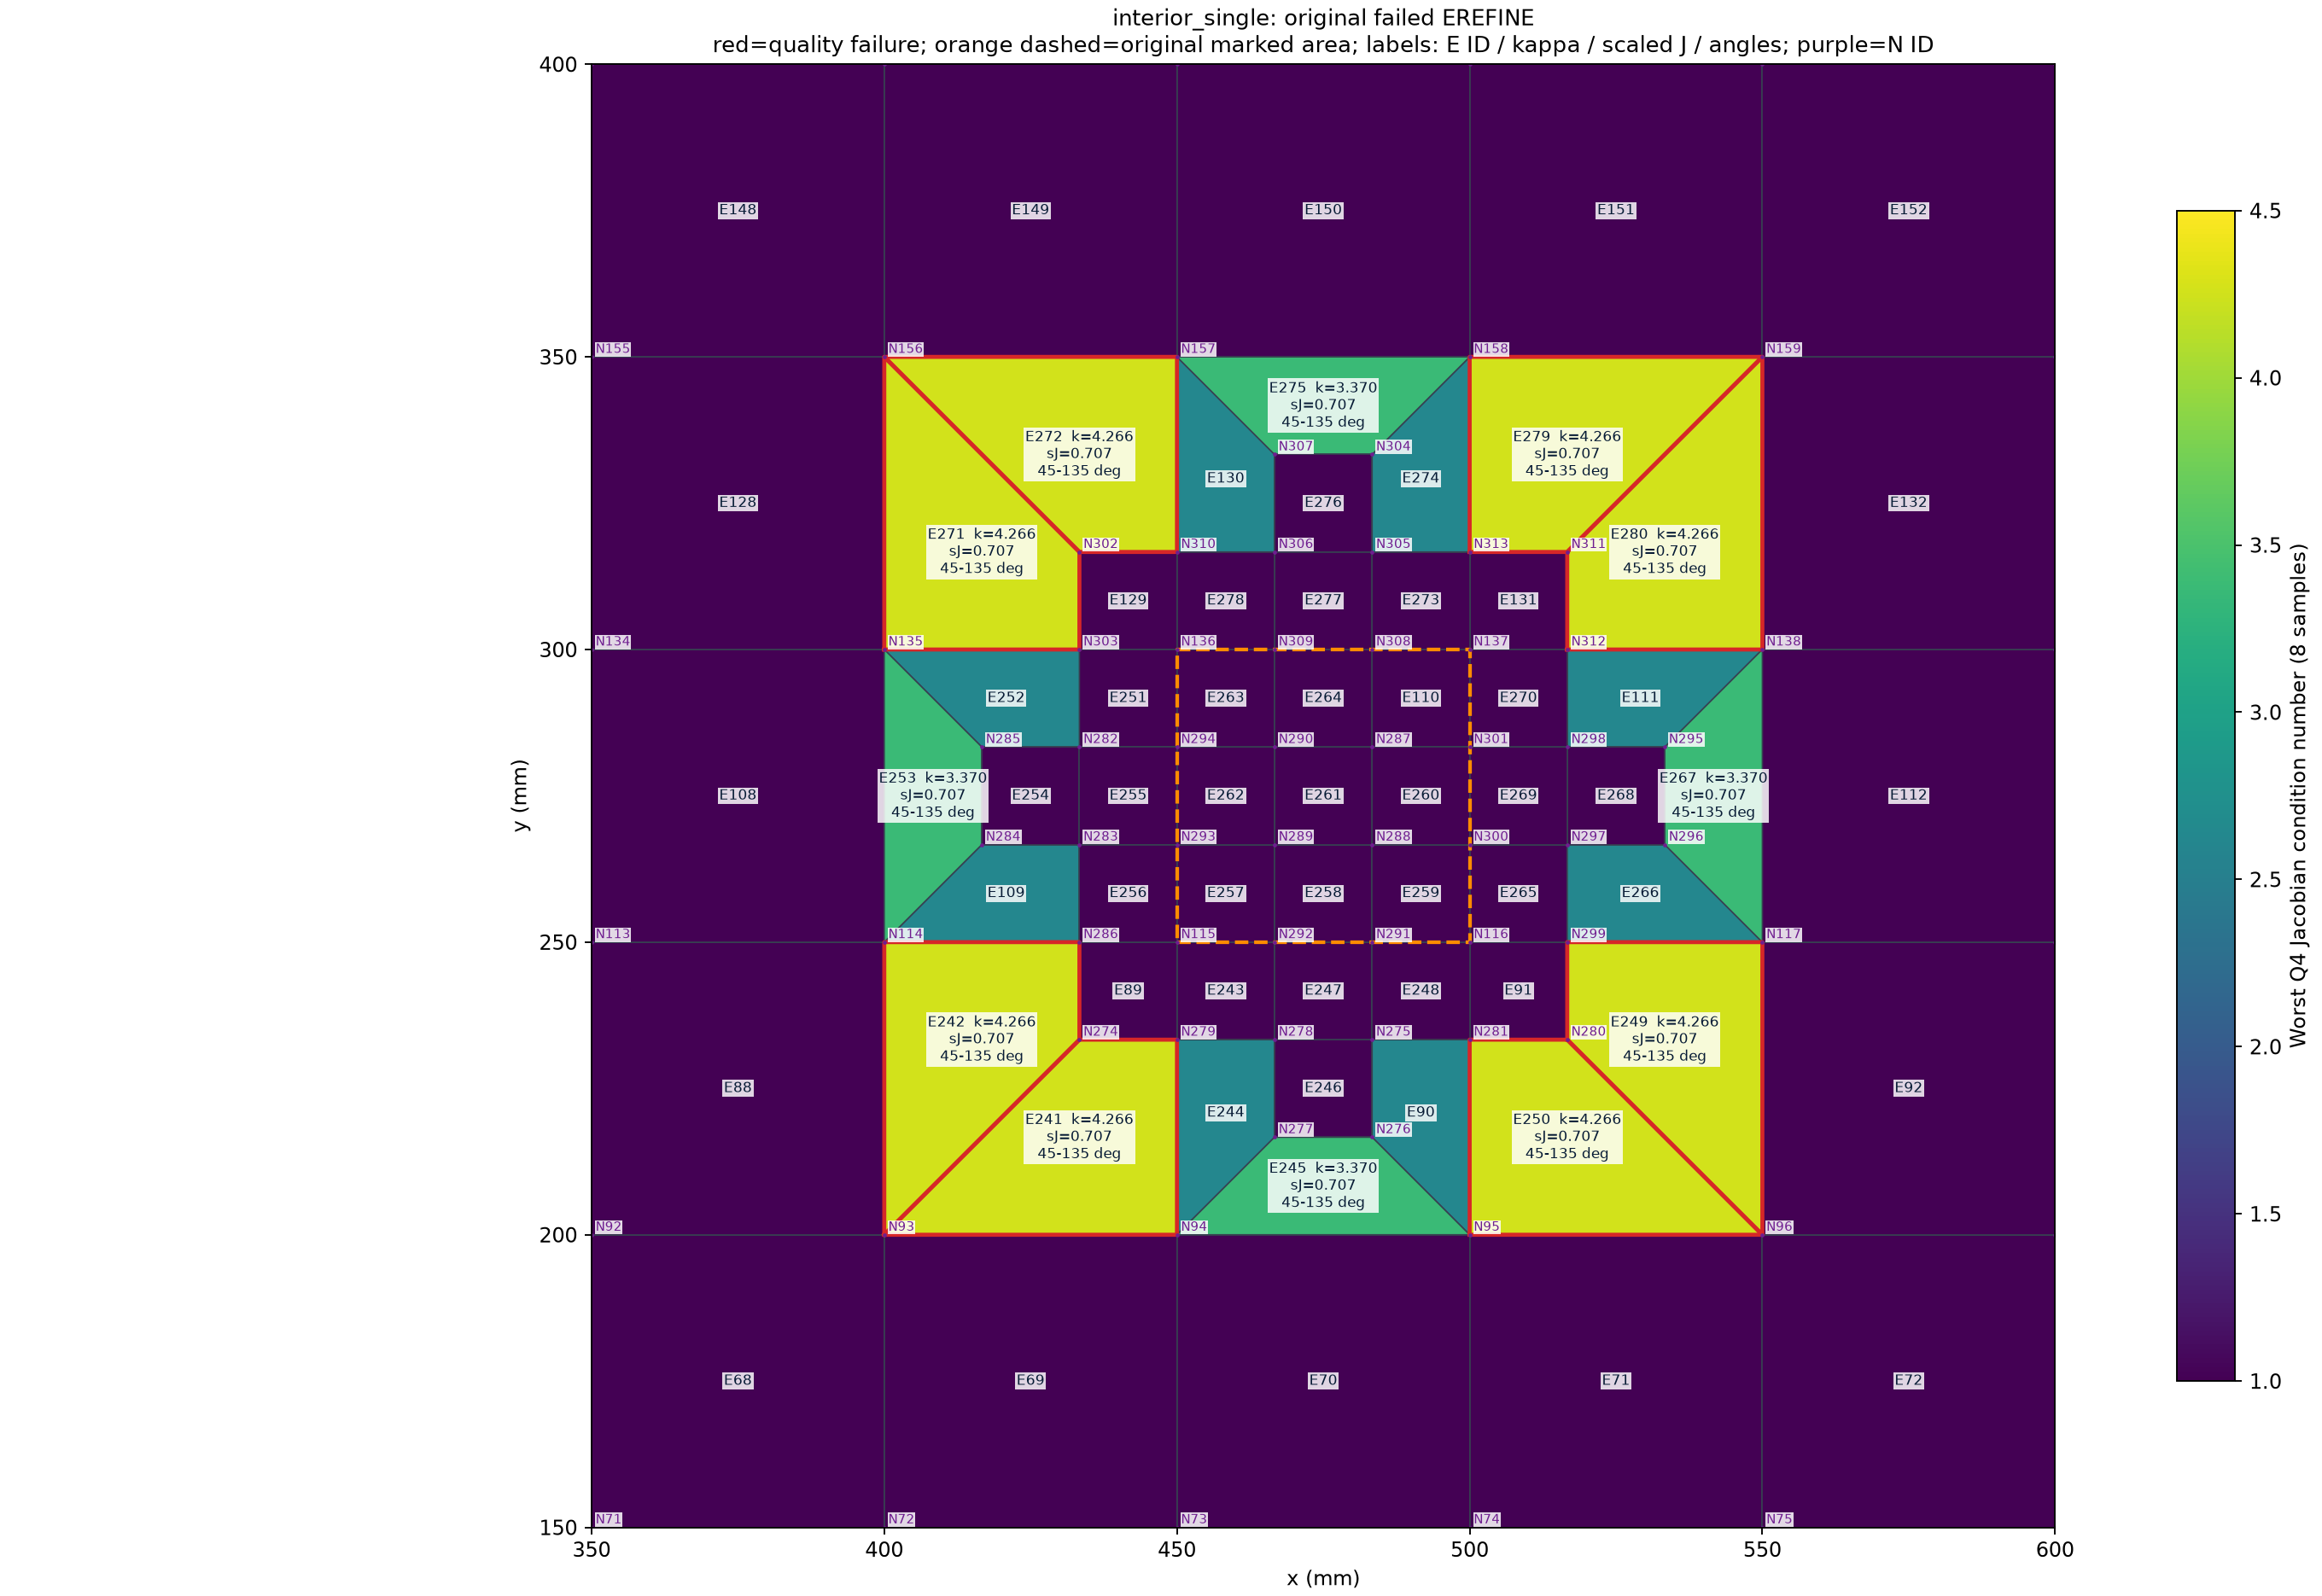 interior_single: original failed EREFINE
red=quality failure; orange dashed=original marked area; labels: E ID / kappa / scaled J / angles; purple=N ID
400
E148
E149
E150
E151
E152
4.5
N155
N156
N157
N158
N159
350
4.0
E275 k=3.370
sJ=0.707
45-135 deg
E272 k=4.266
sJ=0.707
45-135 deg
E279 k=4.266
sJ=0.707
45-135 deg
N307
N304
E130
E274
E128
E276
E132
3.5
E271 k=4.266
sJ=0.707
45-135 deg
E280 k=4.266
sJ=0.707
45-135 deg
N302
N310
N306
N305
N313
N311
E129
E278
E277
E273
E131
N134
N135
N303
N136
N309
N308
N137
N312
N138
300
3.0
E252
E251
E263
E264
E110
E270
E111
N285
N282
N294
N290
N287
N301
N298
N295
E108
E253 k=3.370
sJ=0.707
45-135 deg
E254
E255
E262
E261
E260
E269
E268
E267 k=3.370
sJ=0.707
45-135 deg
E112
y (mm)
Worst Q4 Jacobian condition number (8 samples)
N284
N283
N293
N289
N288
N300
N297
N296
2.5
E109
E256
E257
E258
E259
E265
E266
N113
N114
N286
N115
N292
N291
N116
N299
N117
250
E89
E243
E247
E248
E91
N274
N279
N278
N275
N281
N280
2.0
E242 k=4.266
sJ=0.707
45-135 deg
E249 k=4.266
sJ=0.707
45-135 deg
E88
E246
E92
E244
E90
E241 k=4.266
sJ=0.707
45-135 deg
E250 k=4.266
sJ=0.707
45-135 deg
N277
N276
E245 k=3.370
sJ=0.707
45-135 deg
1.5
N92
N93
N94
N95
N96
200
E68
E69
E70
E71
E72
1.0
N71
N72
N73
N74
N75
150
350
400
450
500
550
600
x (mm)